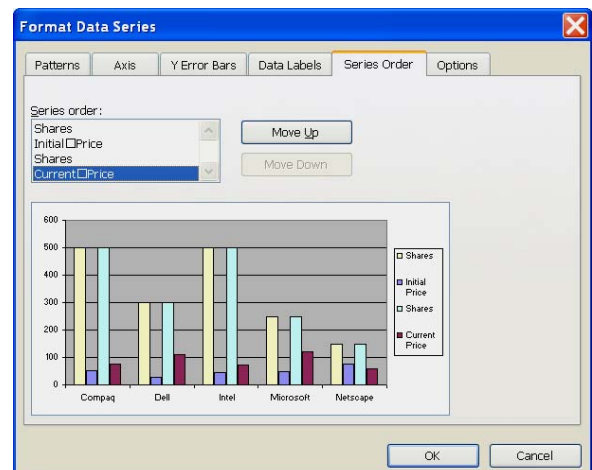 Format Data Series
Patterns Axis Y Error Bars Data Labels Series Order Options
Series order:
Shares
Initial□Price
Shares
Current□Price
Move Up
Move Down
600
500
400
300
200
100
0
Compaq Dell Intel Microsoft Netscape
Shares
Initial
Price
Shares
Current
Price
OK Cancel